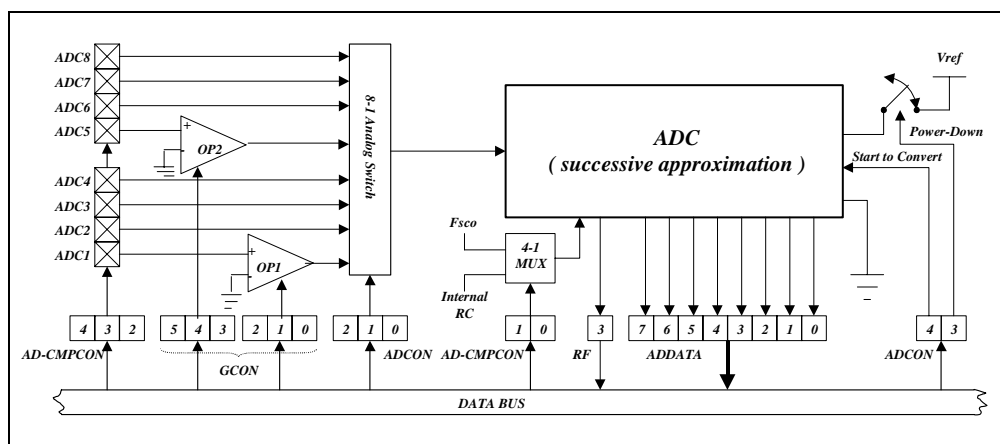 ADC8
ADC7
ADC6
ADC5
ADC4
ADC3
ADC2
ADC1
+
-
OP2
+
-
OP1
8-1 Analog Switch
ADC
( successive approximation )
Vref
Power-Down
Start to Convert
Fsco
4-1
MUX
Internal
RC
4 3 2
5 4 3
2 1 0
2 1 0
1 0
3
7 6 5 4 3 2 1 0
4 3
AD-CMPCON
GCON
ADCON
AD-CMPCON
RF
ADDATA
ADCON
DATA BUS